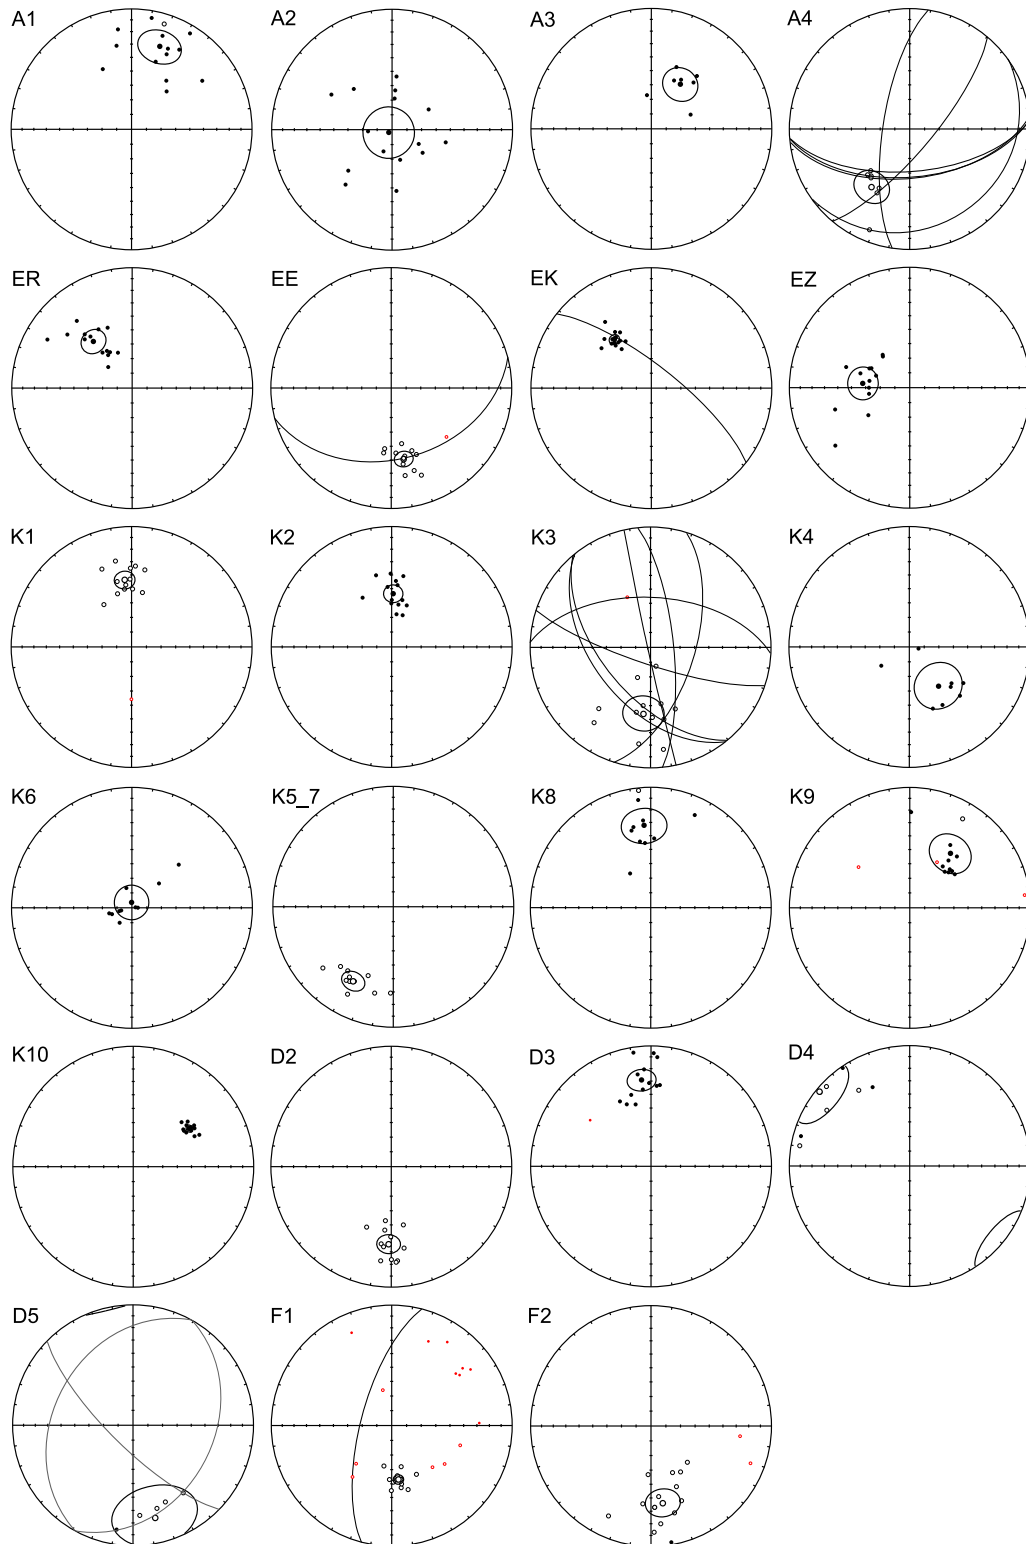 A1 A2 A3 A4
ER EE EK EZ
K1 K2 K3 K4
K6 K5_7 K8 K9
K10 D2 D3 D4
D5 F1 F2